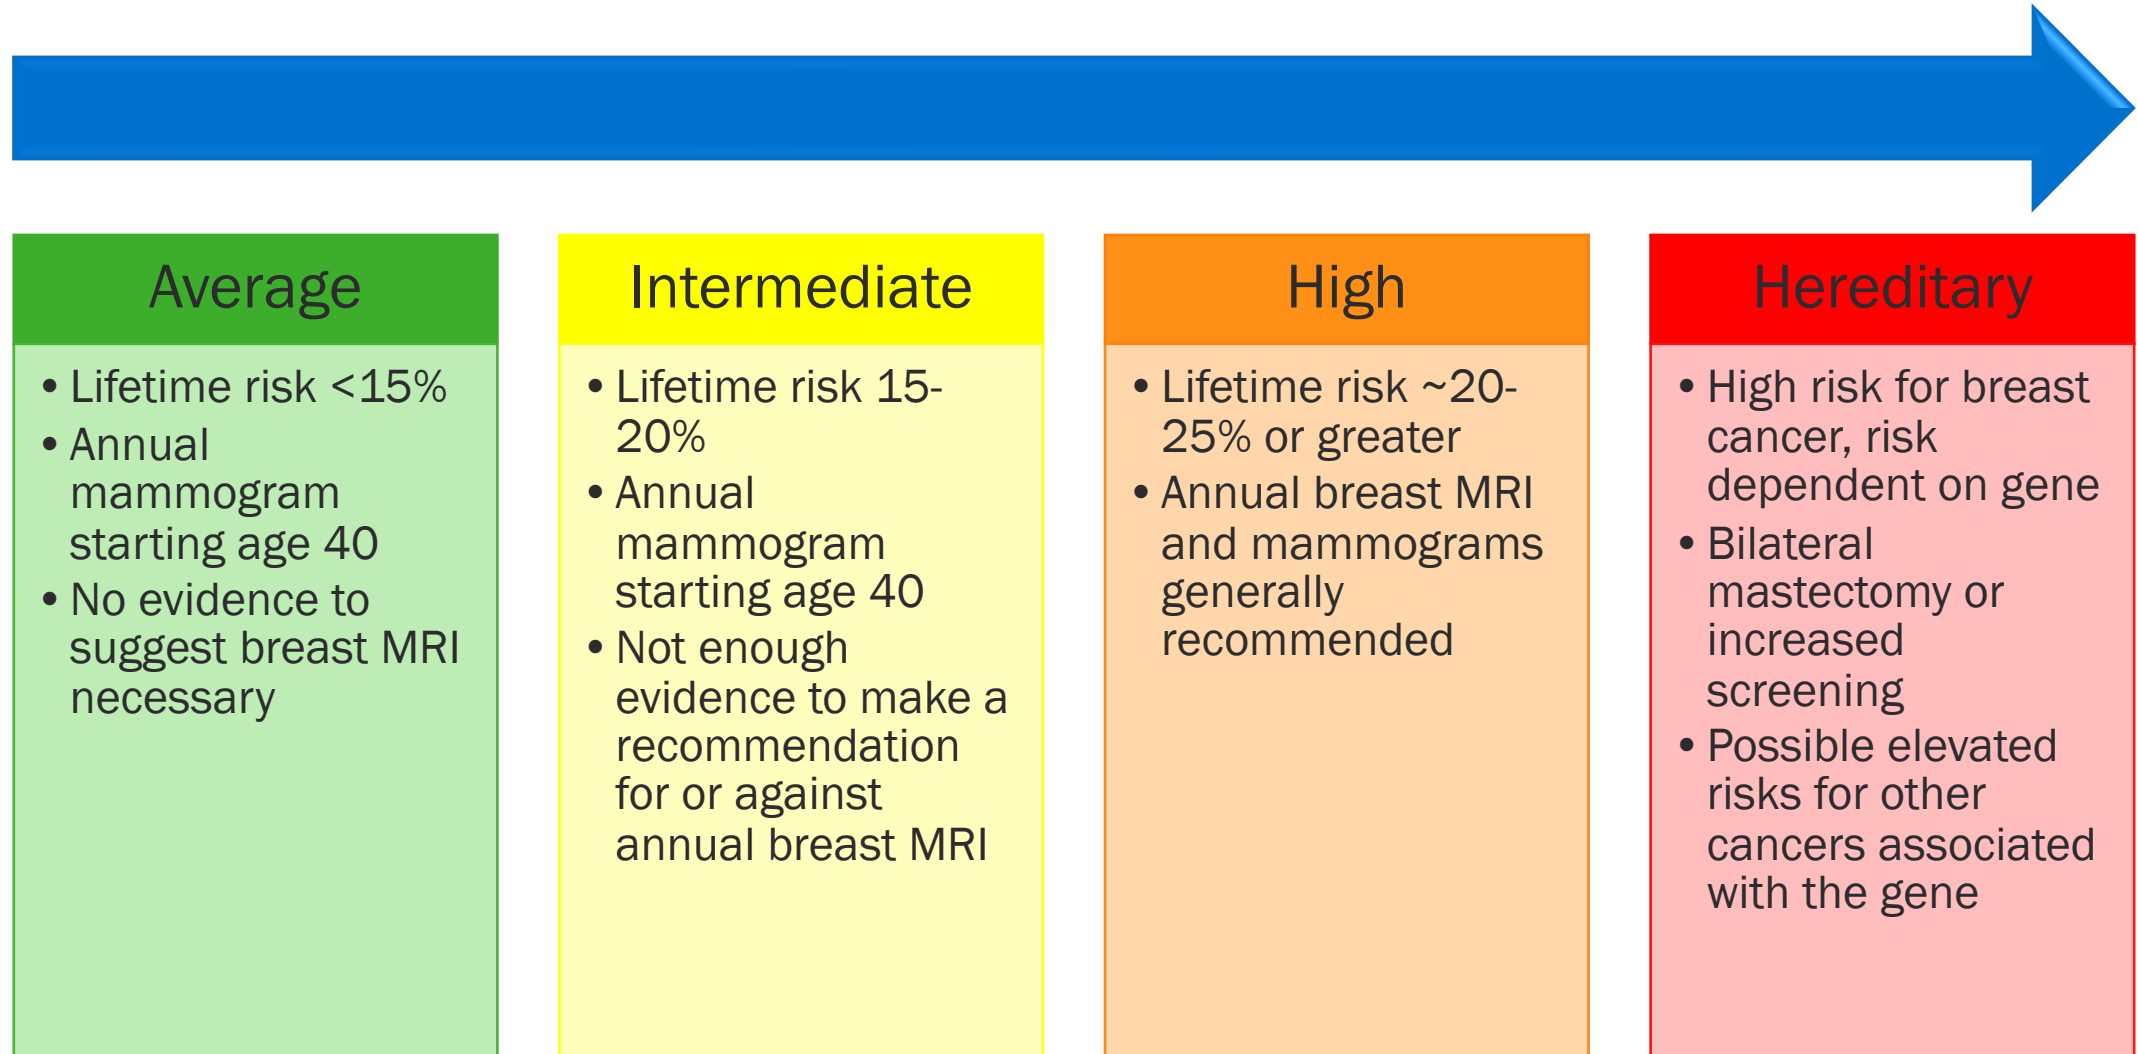 Average
• Lifetime risk <15%
• Annual
mammogram
starting age 40
• No evidence to
suggest breast MRI
necessary
Intermediate
• Lifetime risk 15-
20%
• Annual
mammogram
starting age 40
• Not enough
evidence to make a
recommendation
for or against
annual breast MRI
High
• Lifetime risk ~20-
25% or greater
• Annual breast MRI
and mammograms
generally
recommended
Hereditary
• High risk for breast
cancer, risk
dependent on gene
• Bilateral
mastectomy or
increased
screening
• Possible elevated
risks for other
cancers associated
with the gene